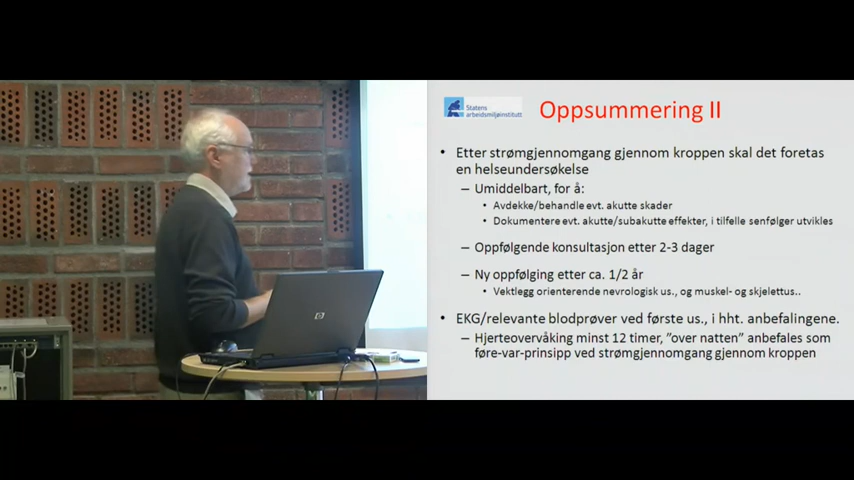 Statens
arbeidsmiljøinstitutt
Oppsummering II
• Etter strømgjennomgang gjennom kroppen skal det foretas
en helseundersøkelse
– Umiddelbart, for å:
• Avdekke/behandle evt. akutte skader
• Dokumentere evt. akutte/subakutte effekter, i tilfelle senfølger utvikles
– Oppfølgende konsultasjon etter 2-3 dager
– Ny oppfølging etter ca. 1/2 år
• Vektlegg orienterende nevrologisk us., og muskel- og skjelettus..
• EKG/relevante blodprøver ved første us., i hht. anbefalingene.
– Hjerteovervåking minst 12 timer, ”over natten” anbefales som
føre-var-prinsipp ved strømgjennomgang gjennom kroppen
hp